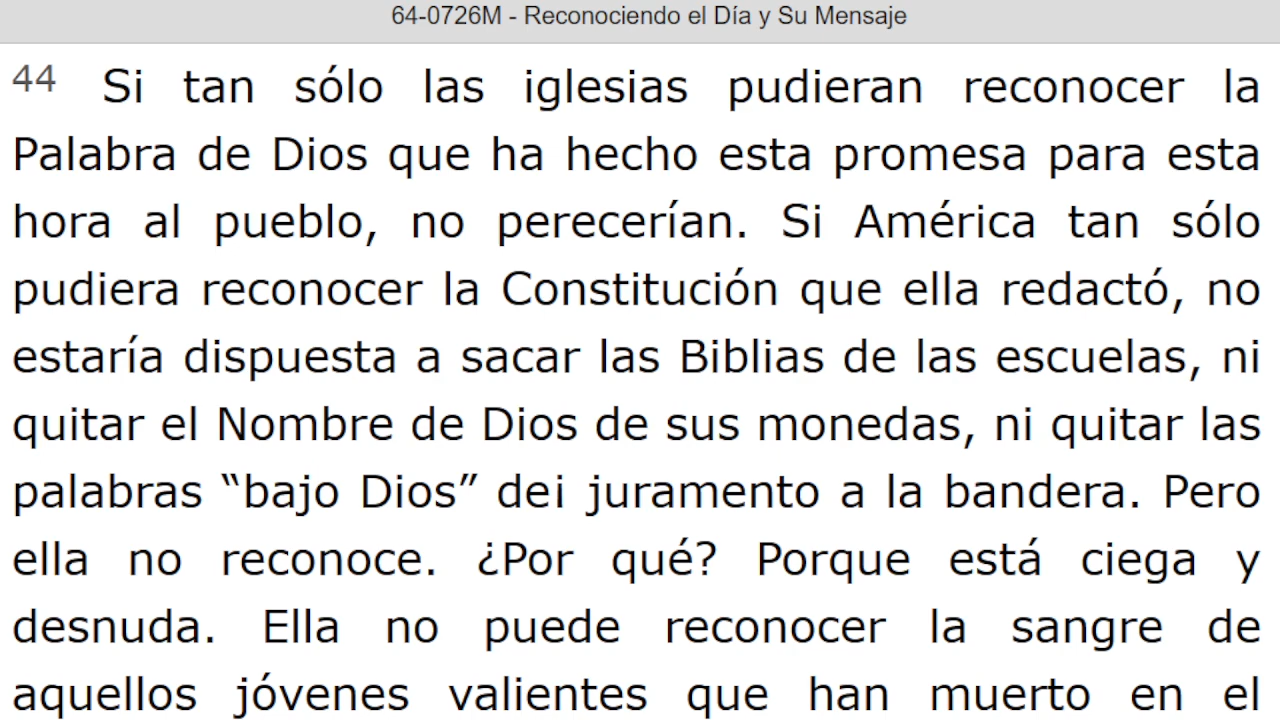 64-0726M - Reconociendo el Día y Su Mensaje
44 Si tan sólo las iglesias pudieran reconocer la
Palabra de Dios que ha hecho esta promesa para esta
hora al pueblo, no perecerían. Si América tan sólo
pudiera reconocer la Constitución que ella redactó, no
estaría dispuesta a sacar las Biblias de las escuelas, ni
quitar el Nombre de Dios de sus monedas, ni quitar las
palabras “bajo Dios” dei juramento a la bandera. Pero
ella no reconoce. ¿Por qué? Porque está ciega y
desnuda. Ella no puede reconocer la sangre de
aquellos jóvenes valientes que han muerto en el